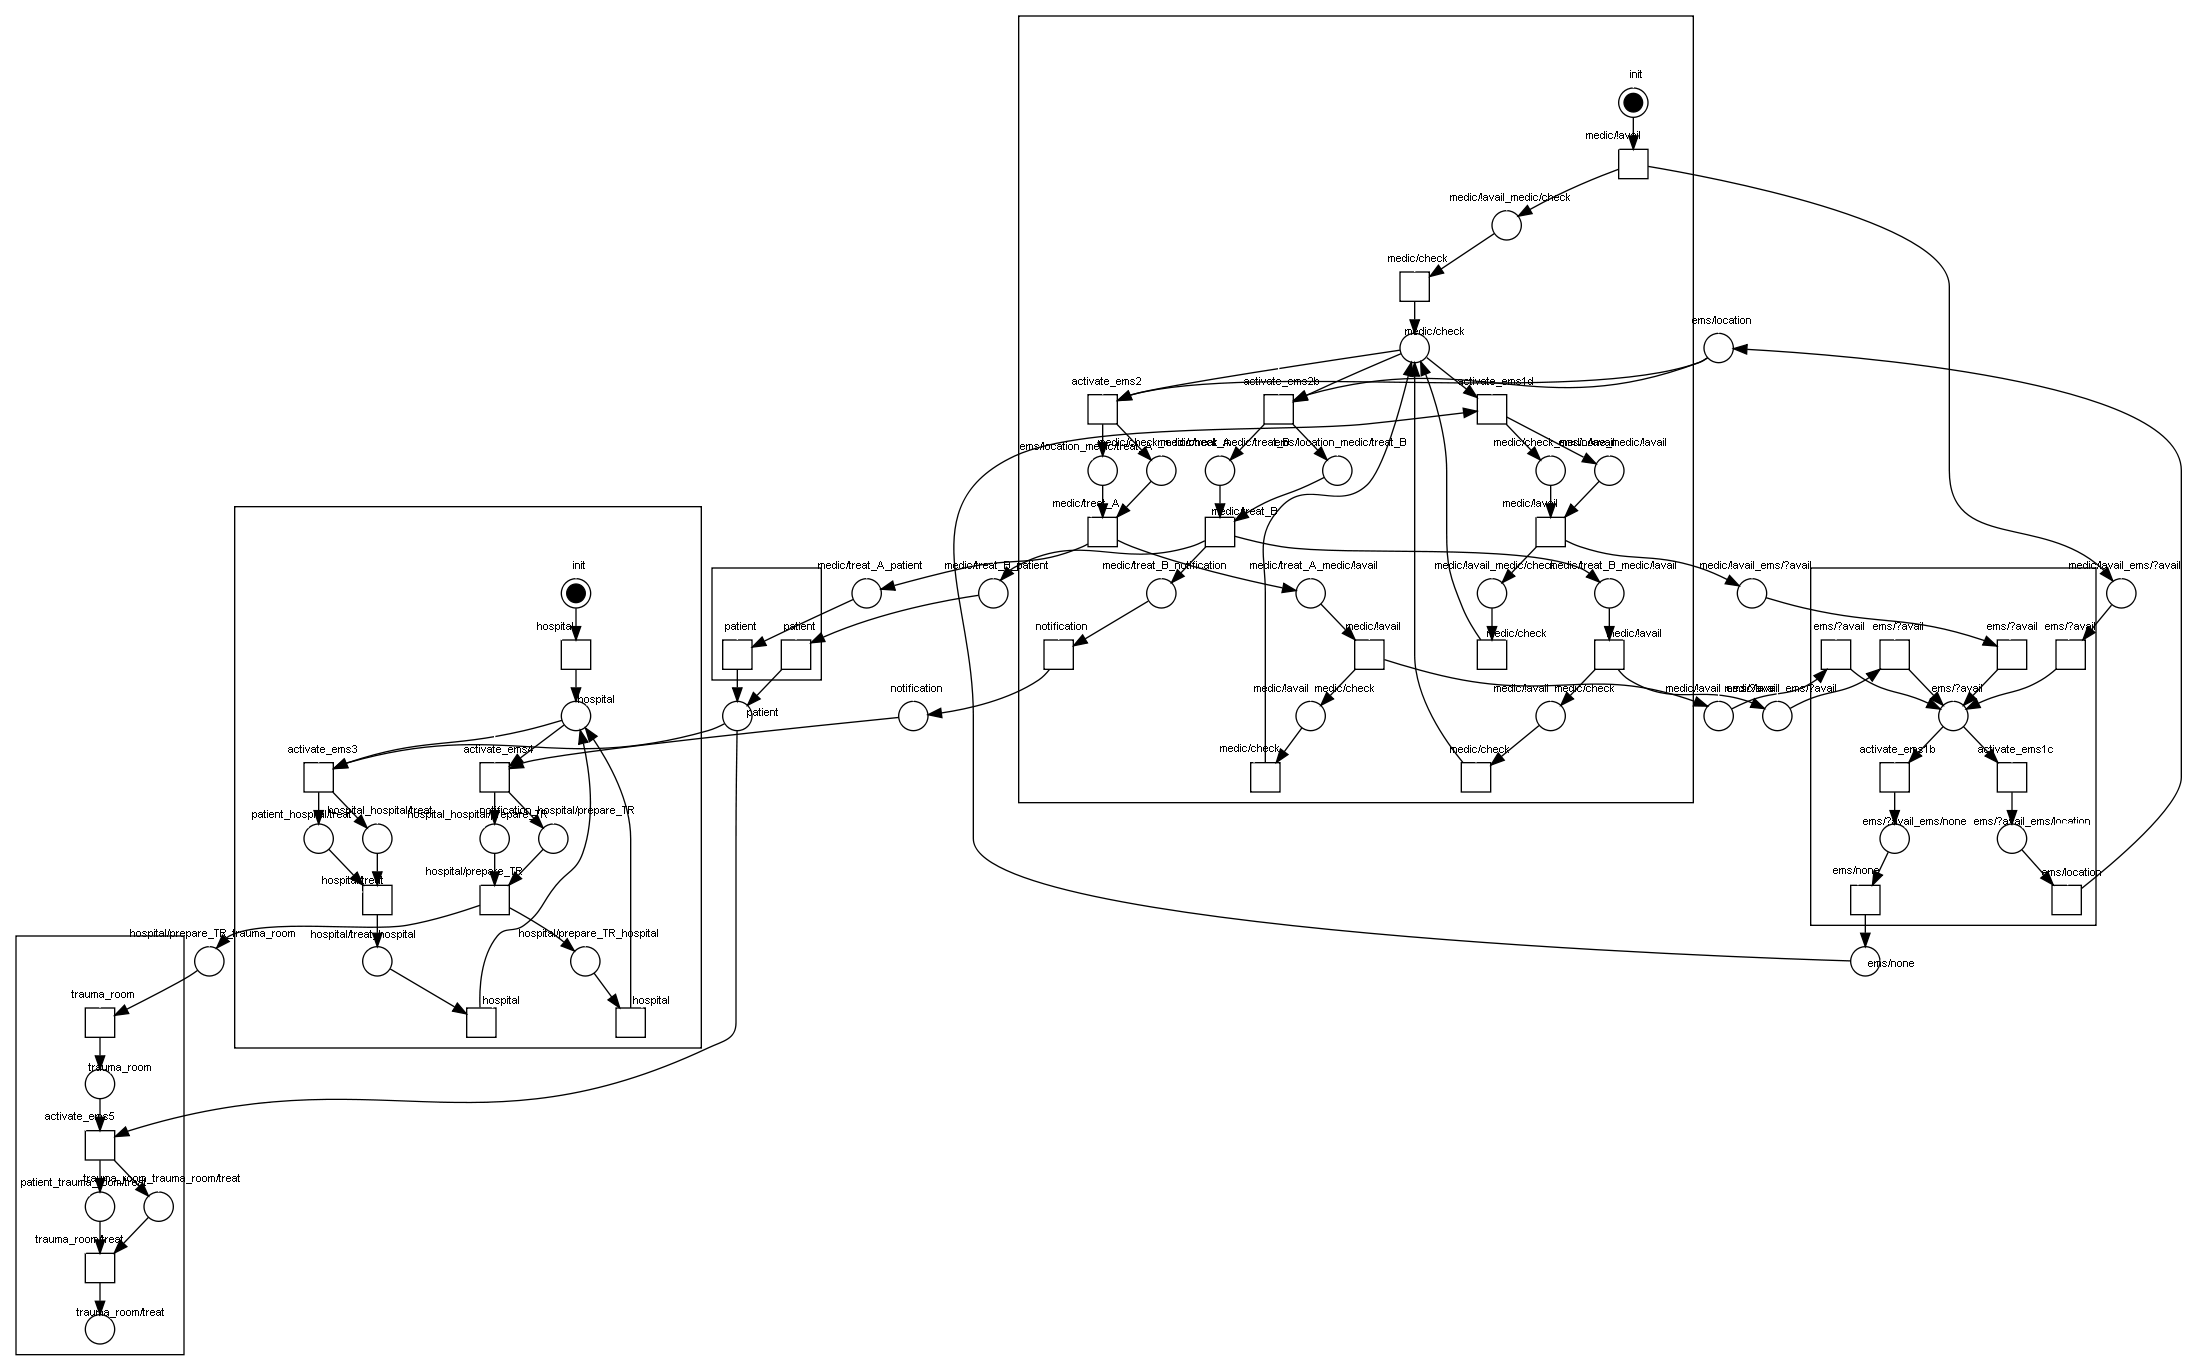 init
medic/!avail
medic/!avail_medic/check
medic/check
ems/location
medic/check
activate_ems2
activate_ems2b
activate_ems1d
ems/location_medic/treat_A
medic/check_medic/treat_A
medic/check_medic/treat_B
ems/location_medic/treat_B
medic/check_medic/!avail
ems/none_medic/!avail
medic/treat_A
medic/treat_B
medic/!avail
init
medic/treat_A_patient
medic/treat_B_patient
medic/treat_B_notification
medic/treat_A_medic/!avail
medic/!avail_medic/check
medic/treat_B_medic/!avail
medic/!avail_ems/?avail
medic/!avail_ems/?avail
hospital
patient
patient
notification
medic/!avail
medic/check
medic/!avail
ems/?avail
ems/?avail
ems/?avail
ems/?avail
hospital
patient
notification
medic/!avail_medic/check
medic/!avail_medic/check
medic/!avail_ems/?avail
medic/!avail_ems/?avail
ems/?avail
activate_ems3
activate_ems4
medic/check
medic/check
activate_ems1b
activate_ems1c
patient_hospital/treat
hospital_hospital/treat
hospital_hospital/prepare_TR
notification_hospital/prepare_TR
ems/?avail_ems/none
ems/?avail_ems/location
hospital/treat
hospital/prepare_TR
ems/none
ems/location
hospital/prepare_TR_trauma_room
hospital/treat_hospital
hospital/prepare_TR_hospital
ems/none
trauma_room
hospital
hospital
trauma_room
activate_ems5
patient_trauma_room/treat
trauma_room_trauma_room/treat
trauma_room/treat
trauma_room/treat